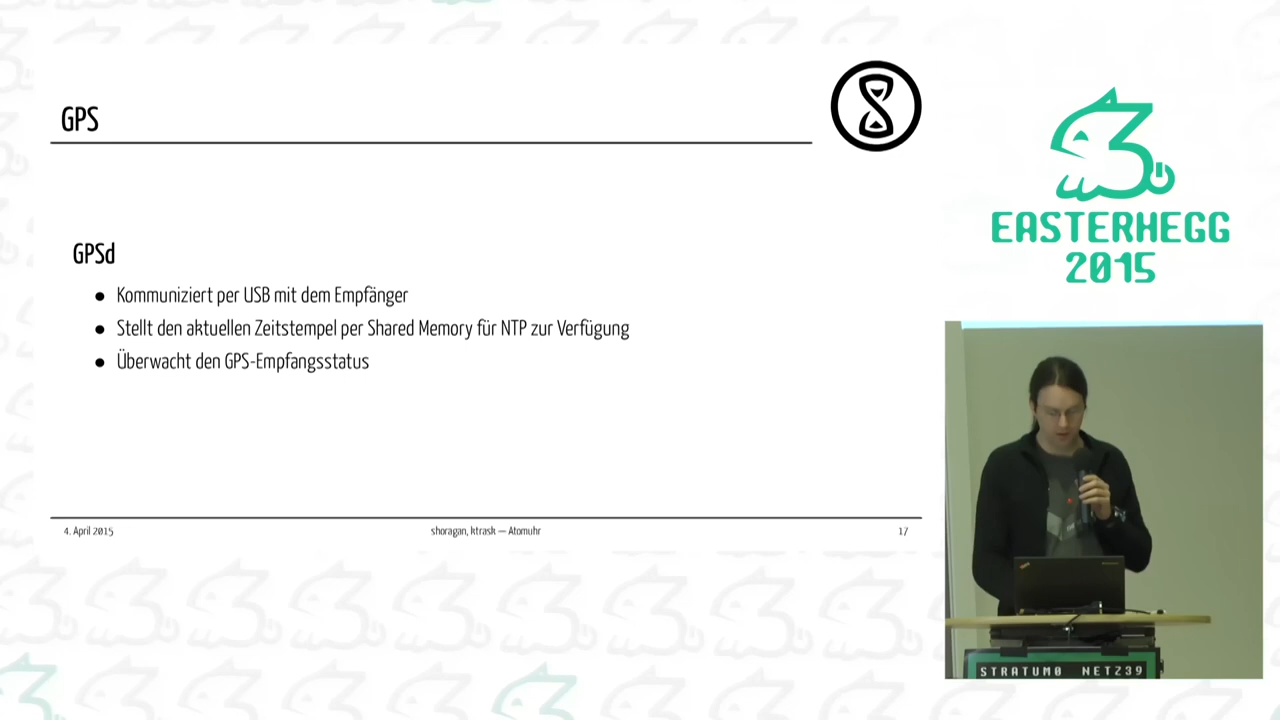 GPS
GPSd
● Kommuniziert per USB mit dem Empfänger
● Stellt den aktuellen Zeitstempel per Shared Memory für NTP zur Verfügung
● Überwacht den GPS-Empfangsstatus
4. April 2015
shoragan, ktrask — Atomuhr
17
EASTERHEGG
2015
STRATUM0 NETZ39